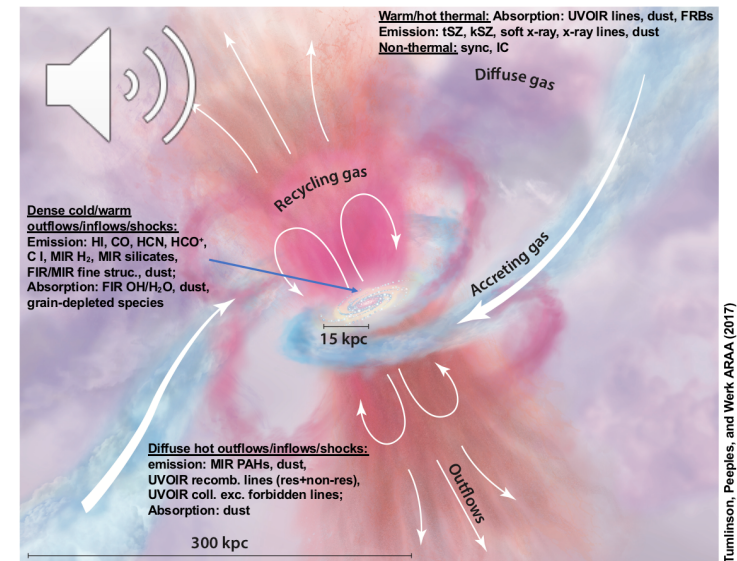 Warm/hot thermal: Absorption: UVOIR lines, dust, FRBs
Emission: tSZ, kSZ, soft x-ray, x-ray lines, dust
Non-thermal: sync, IC
Diffuse gas
Recycling gas
Dense cold/warm
outflows/inflows/shocks:
Emission: HI, CO, HCN, HCO⁺,
C I, MIR H₂, MIR silicates,
FIR/MIR fine struc., dust;
Absorption: FIR OH/H₂O, dust,
grain-depleted species
Accreting gas
15 kpc
Diffuse hot outflows/inflows/shocks:
emission: MIR PAHs, dust,
UVOIR recomb. lines (res+non-res),
UVOIR coll. exc. forbidden lines;
Absorption: dust
Outflows
300 kpc
Tumlinson, Peeples, and Werk ARAA (2017)